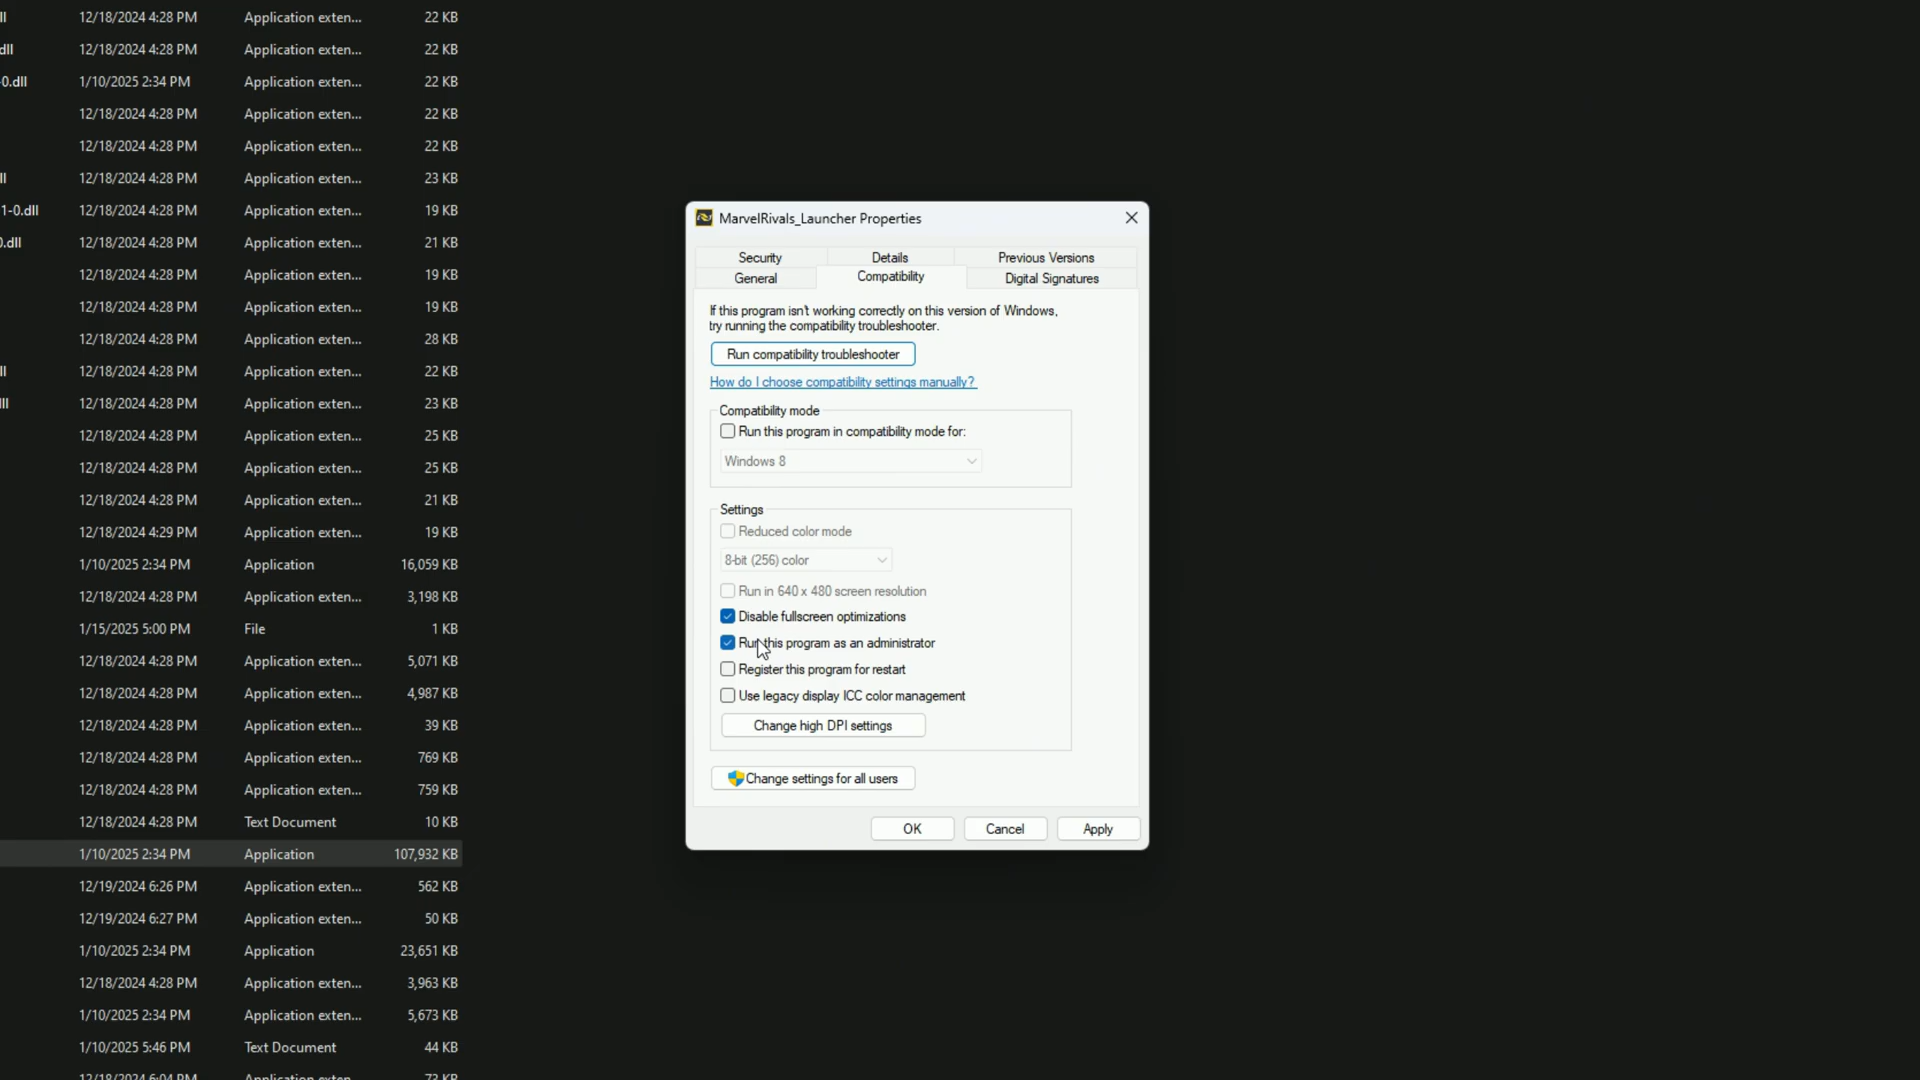 ll 12/18/2024 4:28 PM Application exten... 22 KB
dll 12/18/2024 4:28 PM Application exten... 22 KB
-0.dll 1/10/2025 2:34 PM Application exten... 22 KB
12/18/2024 4:28 PM Application exten... 22 KB
12/18/2024 4:28 PM Application exten... 22 KB
ll 12/18/2024 4:28 PM Application exten... 23 KB
1-0.dll 12/18/2024 4:28 PM Application exten... 19 KB
0.dll 12/18/2024 4:28 PM Application exten... 21 KB
12/18/2024 4:28 PM Application exten... 19 KB
12/18/2024 4:28 PM Application exten... 19 KB
12/18/2024 4:28 PM Application exten... 28 KB
ll 12/18/2024 4:28 PM Application exten... 22 KB
ll 12/18/2024 4:28 PM Application exten... 23 KB
12/18/2024 4:28 PM Application exten... 25 KB
12/18/2024 4:28 PM Application exten... 25 KB
12/18/2024 4:28 PM Application exten... 21 KB
12/18/2024 4:29 PM Application exten... 19 KB
1/10/2025 2:34 PM Application 16,059 KB
12/18/2024 4:28 PM Application exten... 3,198 KB
1/15/2025 5:00 PM File 1 KB
12/18/2024 4:28 PM Application exten... 5,071 KB
12/18/2024 4:28 PM Application exten... 4,987 KB
12/18/2024 4:28 PM Application exten... 39 KB
12/18/2024 4:28 PM Application exten... 769 KB
12/18/2024 4:28 PM Application exten... 759 KB
12/18/2024 4:28 PM Text Document 10 KB
1/10/2025 2:34 PM Application 107,932 KB
12/19/2024 6:26 PM Application exten... 562 KB
12/19/2024 6:27 PM Application exten... 50 KB
1/10/2025 2:34 PM Application 23,651 KB
12/18/2024 4:28 PM Application exten... 3,963 KB
1/10/2025 2:34 PM Application exten... 5,673 KB
1/10/2025 5:46 PM Text Document 44 KB
12/18/2024 6:04 PM Application exten... 73 KB
MarvelRivals_Launcher Properties
Security Details Previous Versions
General Compatibility Digital Signatures
If this program isn't working correctly on this version of Windows,
try running the compatibility troubleshooter.
Run compatibility troubleshooter
How do I choose compatibility settings manually?
Compatibility mode
Run this program in compatibility mode for:
Windows 8
Settings
Reduced color mode
8-bit (256) color
Run in 640 x 480 screen resolution
Disable fullscreen optimizations
Run this program as an administrator
Register this program for restart
Use legacy display ICC color management
Change high DPI settings
Change settings for all users
OK Cancel Apply